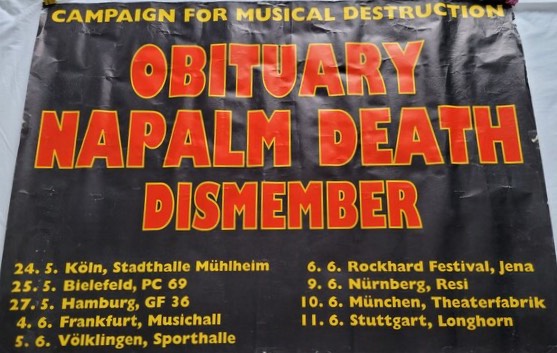 CAMPAIGN FOR MUSICAL DESTRUCTION
OBITUARY
NAPALM DEATH
DISMEMBER
24. 5. Köln, Stadthalle Mühlheim
25. 5. Bielefeld, PC 69
27. 5. Hamburg, GF 36
4. 6. Frankfurt, Musichall
5. 6. Völklingen, Sporthalle
6. 6. Rockhard Festival, Jena
9. 6. Nürnberg, Resi
10. 6. München, Theaterfabrik
11. 6. Stuttgart, Longhorn